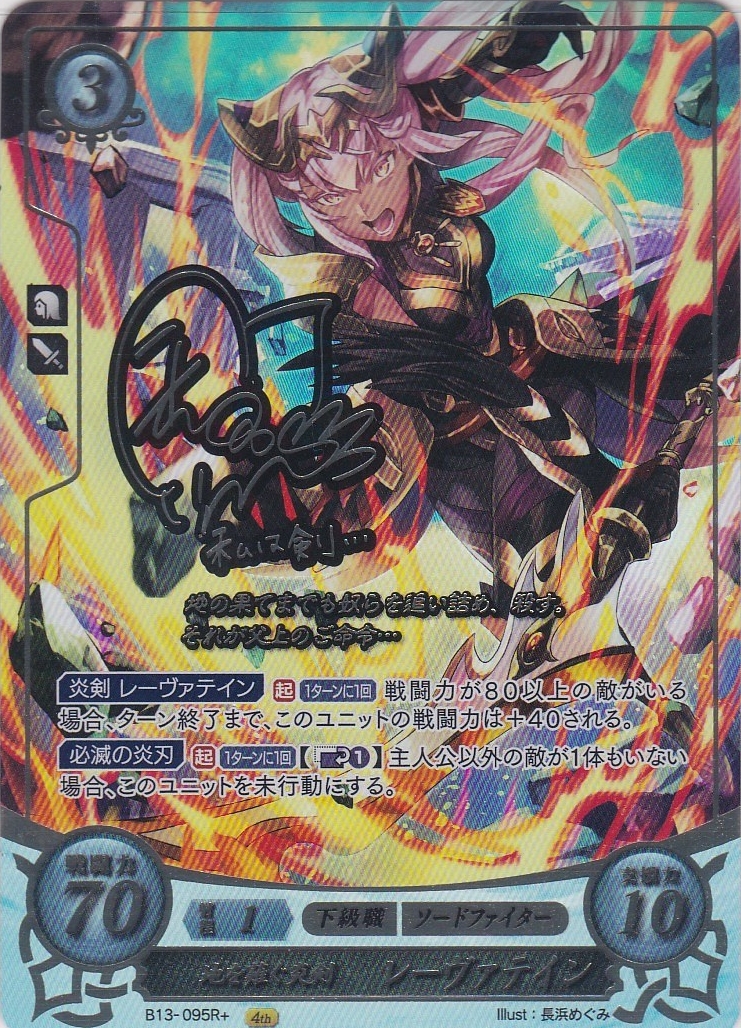 3
私は剣…
地の果てまでも奴らを追い詰め、殺す。
それが父上のご命令…
炎剣 レーヴァテイン 起 1ターンに1回 戦闘力が80以上の敵がいる
場合、ターン終了まで、このユニットの戦闘力は+40される。
必滅の炎刃 起 1ターンに1回【 1】主人公以外の敵が1体もいない
場合、このユニットを未行動にする。
戦闘力
70
1
下級職 ソードファイター
支援力
10
レーヴァテイン
B13-095R+ 4th Illust:長浜めぐみ